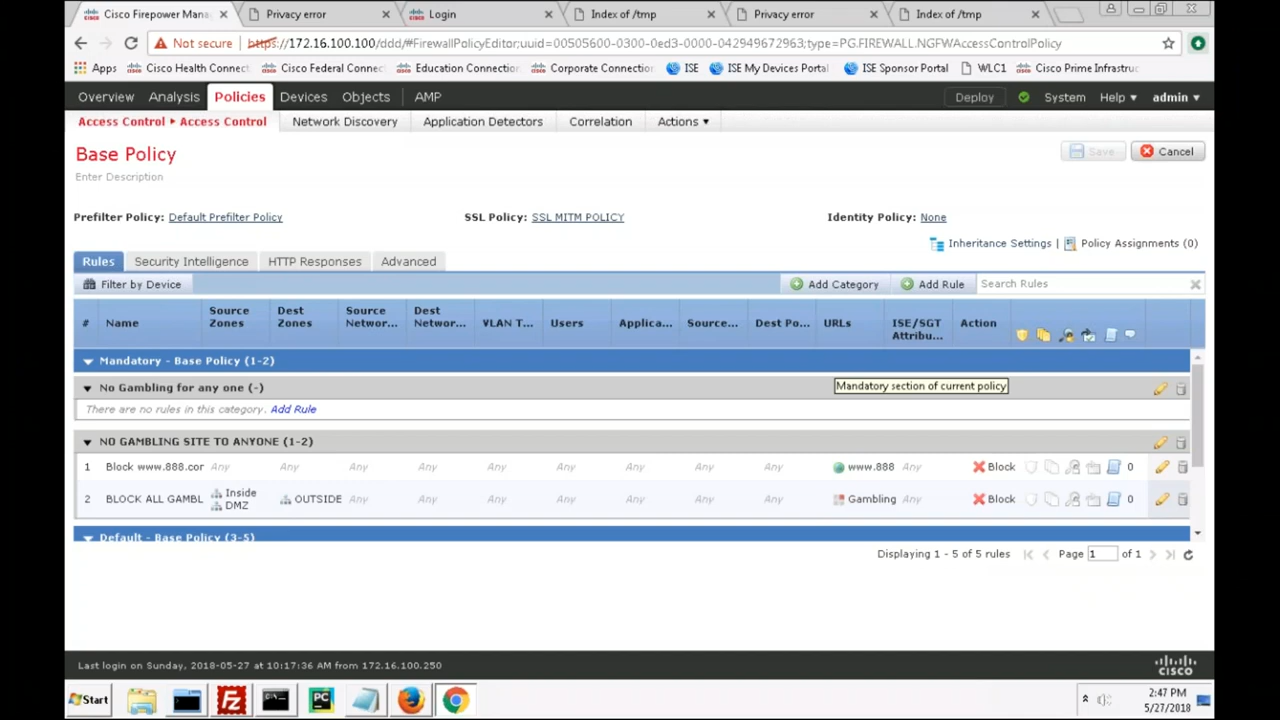 Cisco Firepower Mana
Privacy error
Login
Index of /tmp
Privacy error
Index of /tmp
Not secure https://172.16.100.100/ddd/#FirewallPolicyEditor;uuid=00505600-0300-0ed3-0000-042949672963;type=PG.FIREWALL.NGFWAccessControlPolicy
Apps Cisco Health Connect Cisco Federal Connec Education Connection Corporate Connection ISE ISE My Devices Portal ISE Sponsor Portal WLC1 Cisco Prime Infrastruc
Overview Analysis Policies Devices Objects AMP Deploy System Help admin
Access Control Access Control Network Discovery Application Detectors Correlation Actions
Base Policy
Save Cancel
Enter Description
Prefilter Policy: Default Prefilter Policy SSL Policy: SSL MITM POLICY Identity Policy: None
Inheritance Settings | Policy Assignments (0)
Rules Security Intelligence HTTP Responses Advanced
Filter by Device Add Category Add Rule Search Rules
# Name Source Zones Dest Zones Source Networ... Dest Networ... VLAN T... Users Applica... Source... Dest Po... URLs ISE/SGT Attribu... Action
Mandatory - Base Policy (1-2)
No Gambling for any one (-)
Mandatory section of current policy
There are no rules in this category. Add Rule
NO GAMBLING SITE TO ANYONE (1-2)
1 Block www.888.cor Any Any Any Any Any Any Any Any Any www.888 Any Block 0
2 BLOCK ALL GAMBL Inside DMZ OUTSIDE Any Any Any Any Any Any Any Gambling Any Block 0
Default - Base Policy (3-5)
Displaying 1 - 5 of 5 rules Page 1 of 1
Last login on Sunday, 2018-05-27 at 10:17:36 AM from 172.16.100.250
CISCO
Start
FZ
PC
2:47 PM
5/27/2018